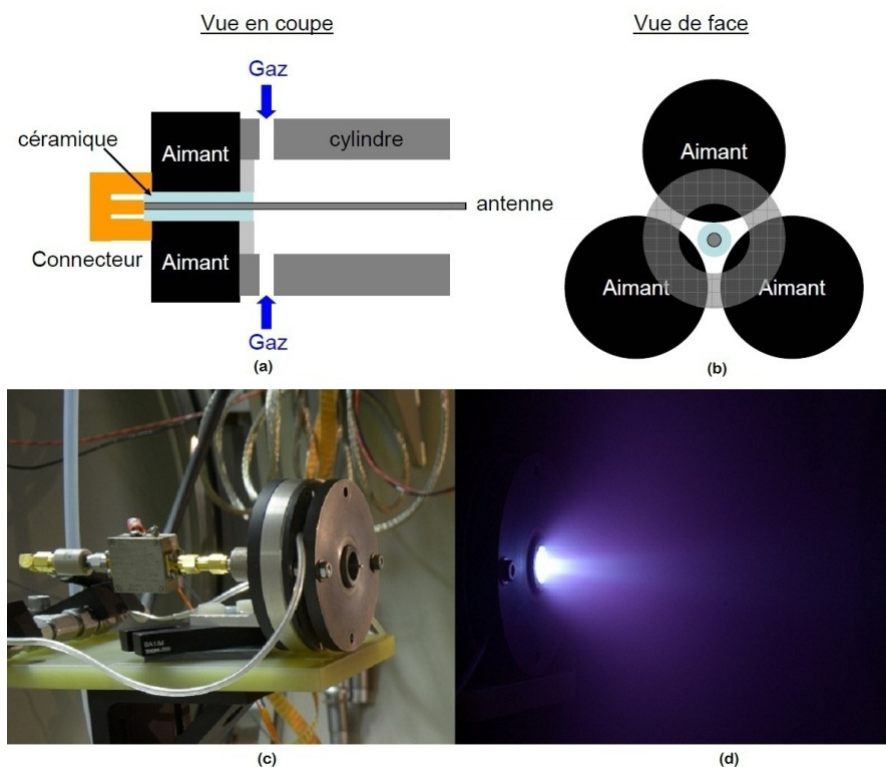 Vue en coupe
Vue de face
Gaz
céramique
Aimant
cylindre
antenne
Connecteur
Aimant
Gaz
(a)
Aimant
Aimant
Aimant
(b)
(c)
(d)